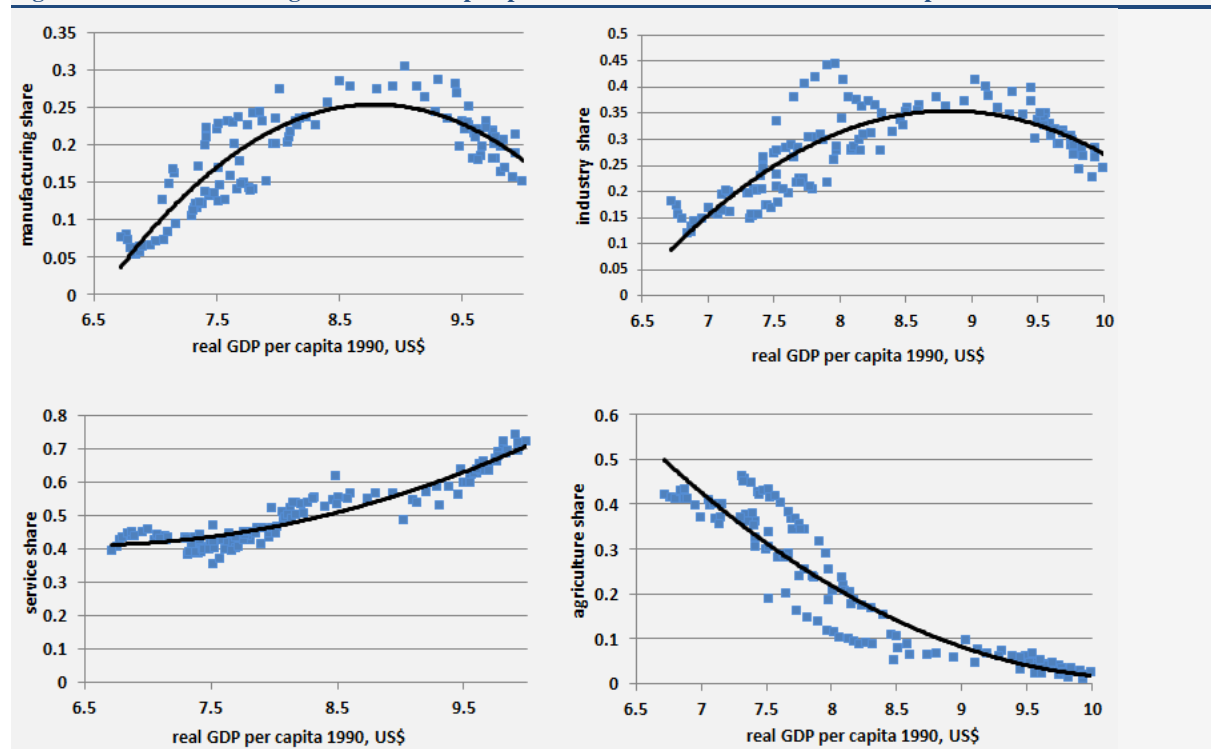 0.35
0.3
0.25
0.2
0.15
0.1
0.05
0
manufacturing share
6.5 7.5 8.5 9.5
real GDP per capita 1990, US$
0.5
0.45
0.4
0.35
0.3
0.25
0.2
0.15
0.1
0.05
0
industry share
6.5 7 7.5 8 8.5 9 9.5 10
real GDP per capita 1990, US$
0.8
0.7
0.6
0.5
0.4
0.3
0.2
0.1
0
service share
6.5 7.5 8.5 9.5
real GDP per capita 1990, US$
0.6
0.5
0.4
0.3
0.2
0.1
0
agriculture share
6.5 7 7.5 8 8.5 9 9.5 10
real GDP per capita 1990, US$